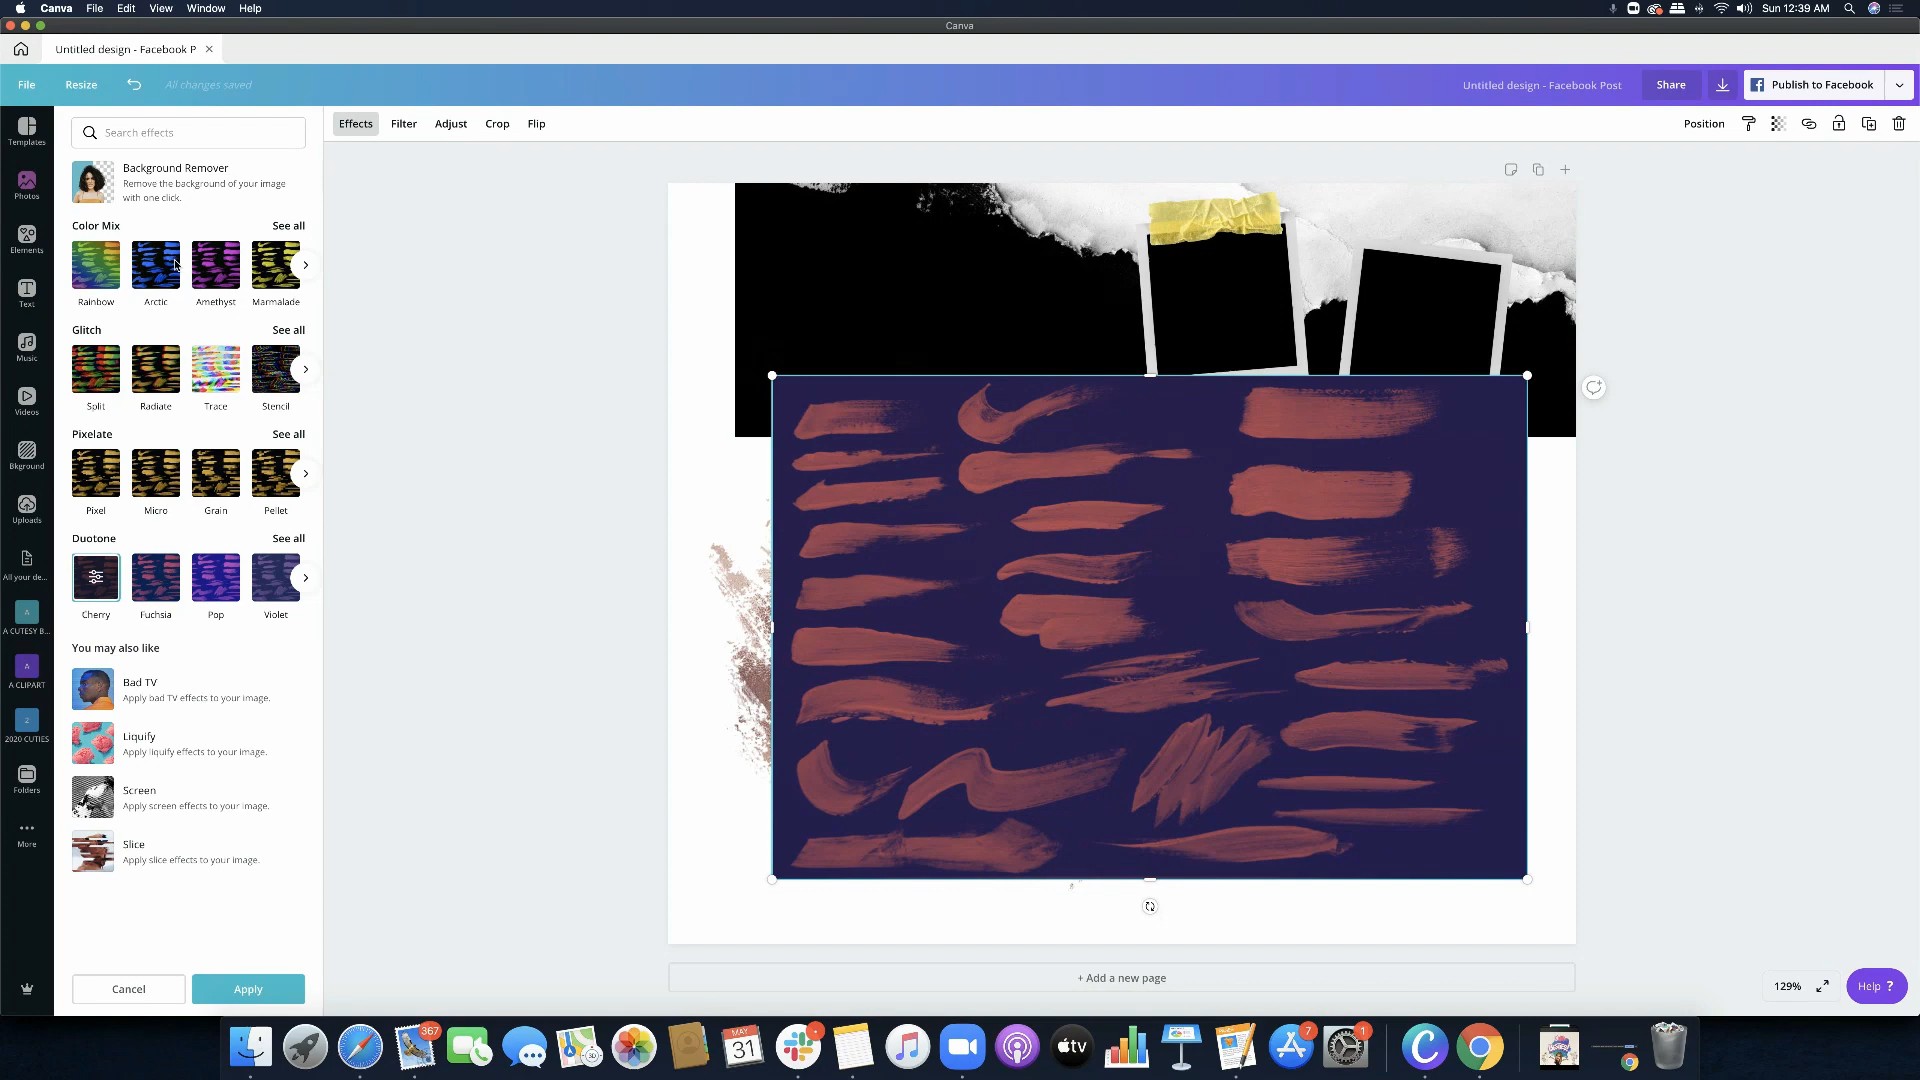 Canva File Edit View Window Help
Sun 12:39 AM
Canva
Untitled design - Facebook P
File Resize All changes saved
Untitled design - Facebook Post Share Publish to Facebook
Templates
Photos
Elements
Text
Music
Videos
Bkground
Uploads
All your de...
A
A CUTESY B...
A
A CLIPART
2
2020 CUTIES
Folders
More
Search effects
Background Remover
Remove the background of your image
with one click.
Color Mix See all
Rainbow Arctic Amethyst Marmalade
Glitch See all
Split Radiate Trace Stencil
Pixelate See all
Pixel Micro Grain Pellet
Duotone See all
Cherry Fuchsia Pop Violet
You may also like
Bad TV
Apply bad TV effects to your image.
Liquify
Apply liquify effects to your image.
Screen
Apply screen effects to your image.
Slice
Apply slice effects to your image.
Cancel Apply
Effects Filter Adjust Crop Flip
Position
+ Add a new page
129%
Help ?
367
MAY
31
3D
tv
7
1